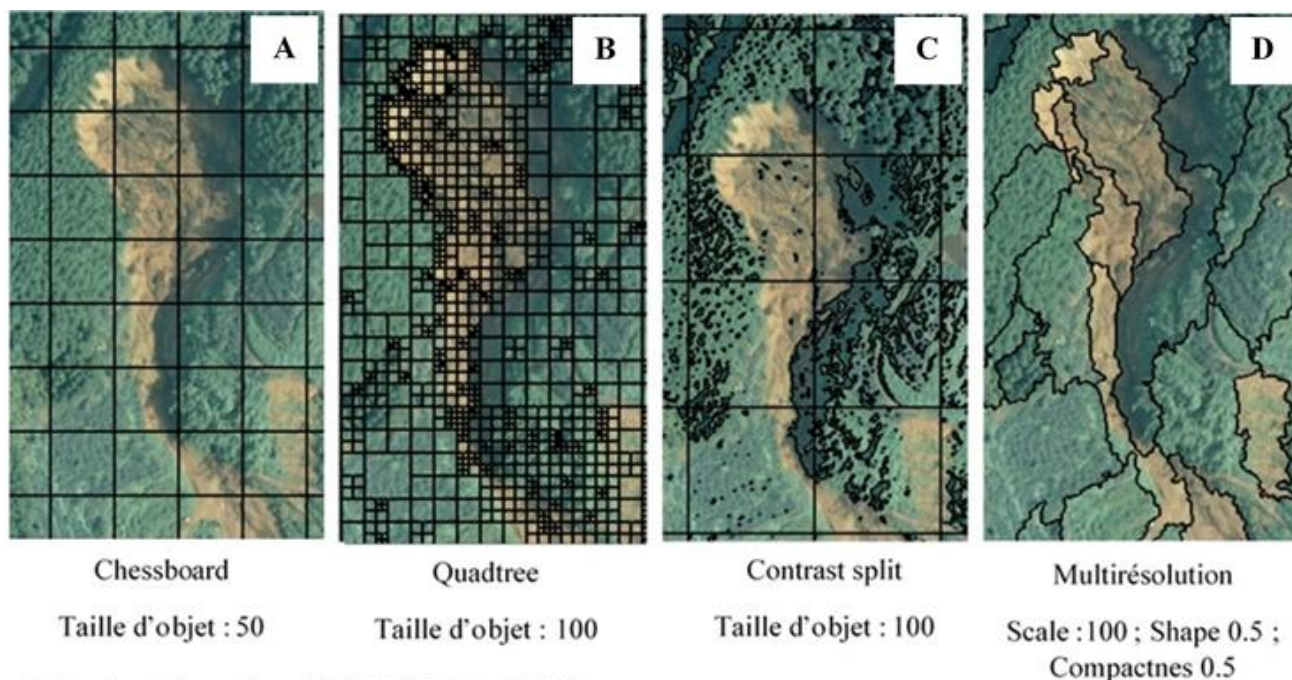 A
B
C
D
Chessboard
Quadtree
Contrast split
Multirésolution
Taille d'objet : 50
Taille d'objet : 100
Taille d'objet : 100
Scale :100 ; Shape 0.5 ;
Compactnes 0.5